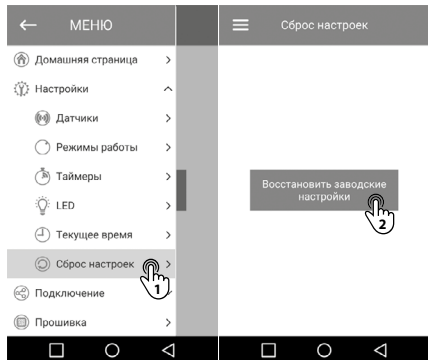 МЕНЮ
Домашняя страница
Настройки
Датчики
Режимы работы
Таймеры
LED
Текущее время
Сброс настроек
1
Подключение
Прошивка
Сброс настроек
Восстановить заводские
настройки
2